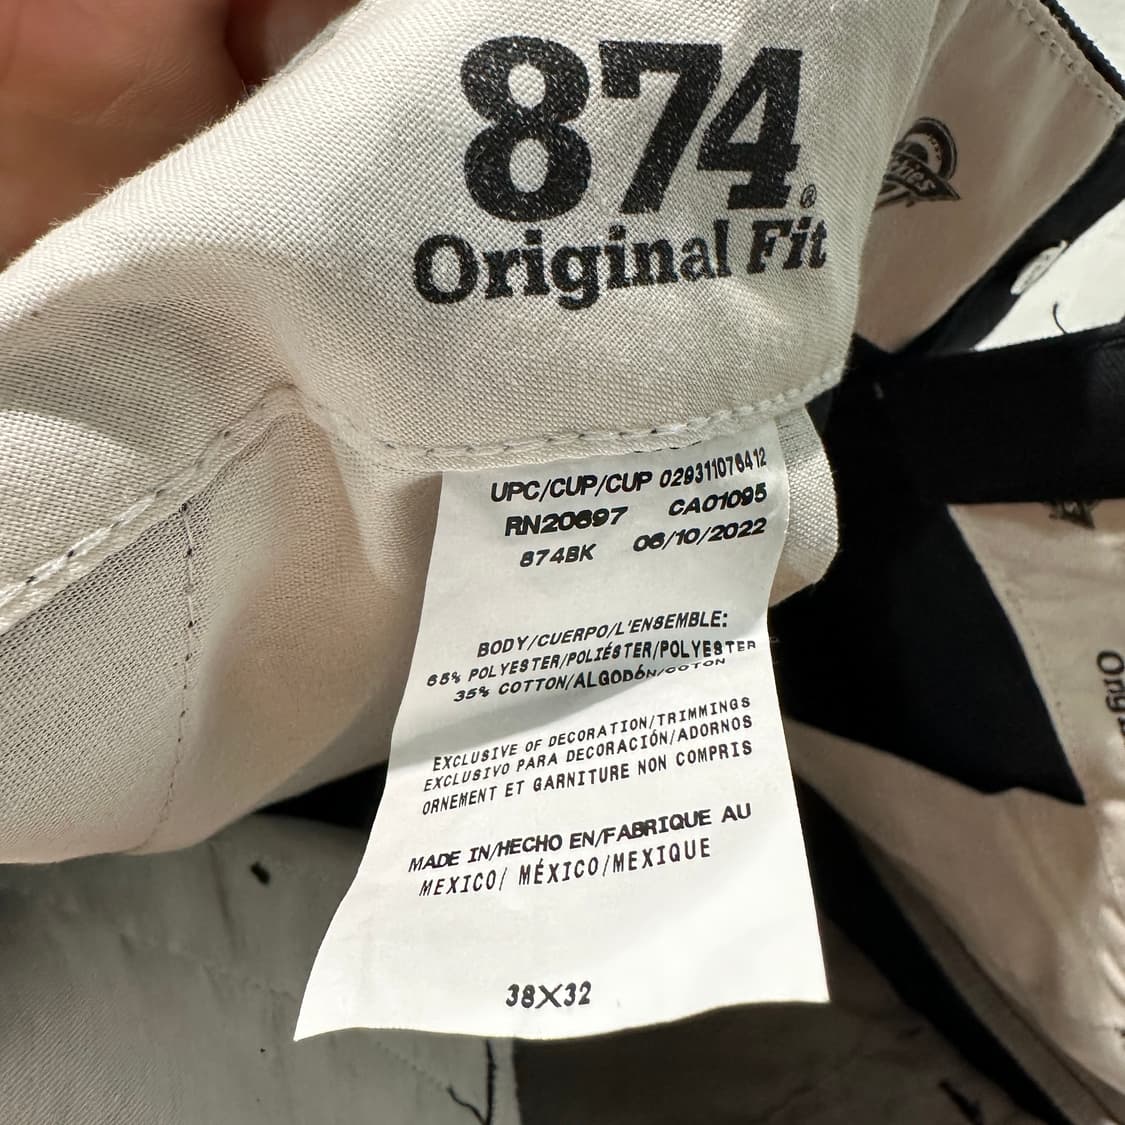 874®
Original Fit
UPC/CUP/CUP 029311076412
RN20697 CA01095
874BK 06/10/2022
BODY/CUERPO/L'ENSEMBLE:
65% POLYESTER/POLIÉSTER/POLYESTER
35% COTTON/ALGODÓN/COTON
EXCLUSIVE OF DECORATION/TRIMMINGS
EXCLUSIVO PARA DECORACIÓN/ADORNOS
ORNEMENT ET GARNITURE NON COMPRIS
MADE IN/HECHO EN/FABRIQUE AU
MEXICO/ MÉXICO/MEXIQUE
38X32